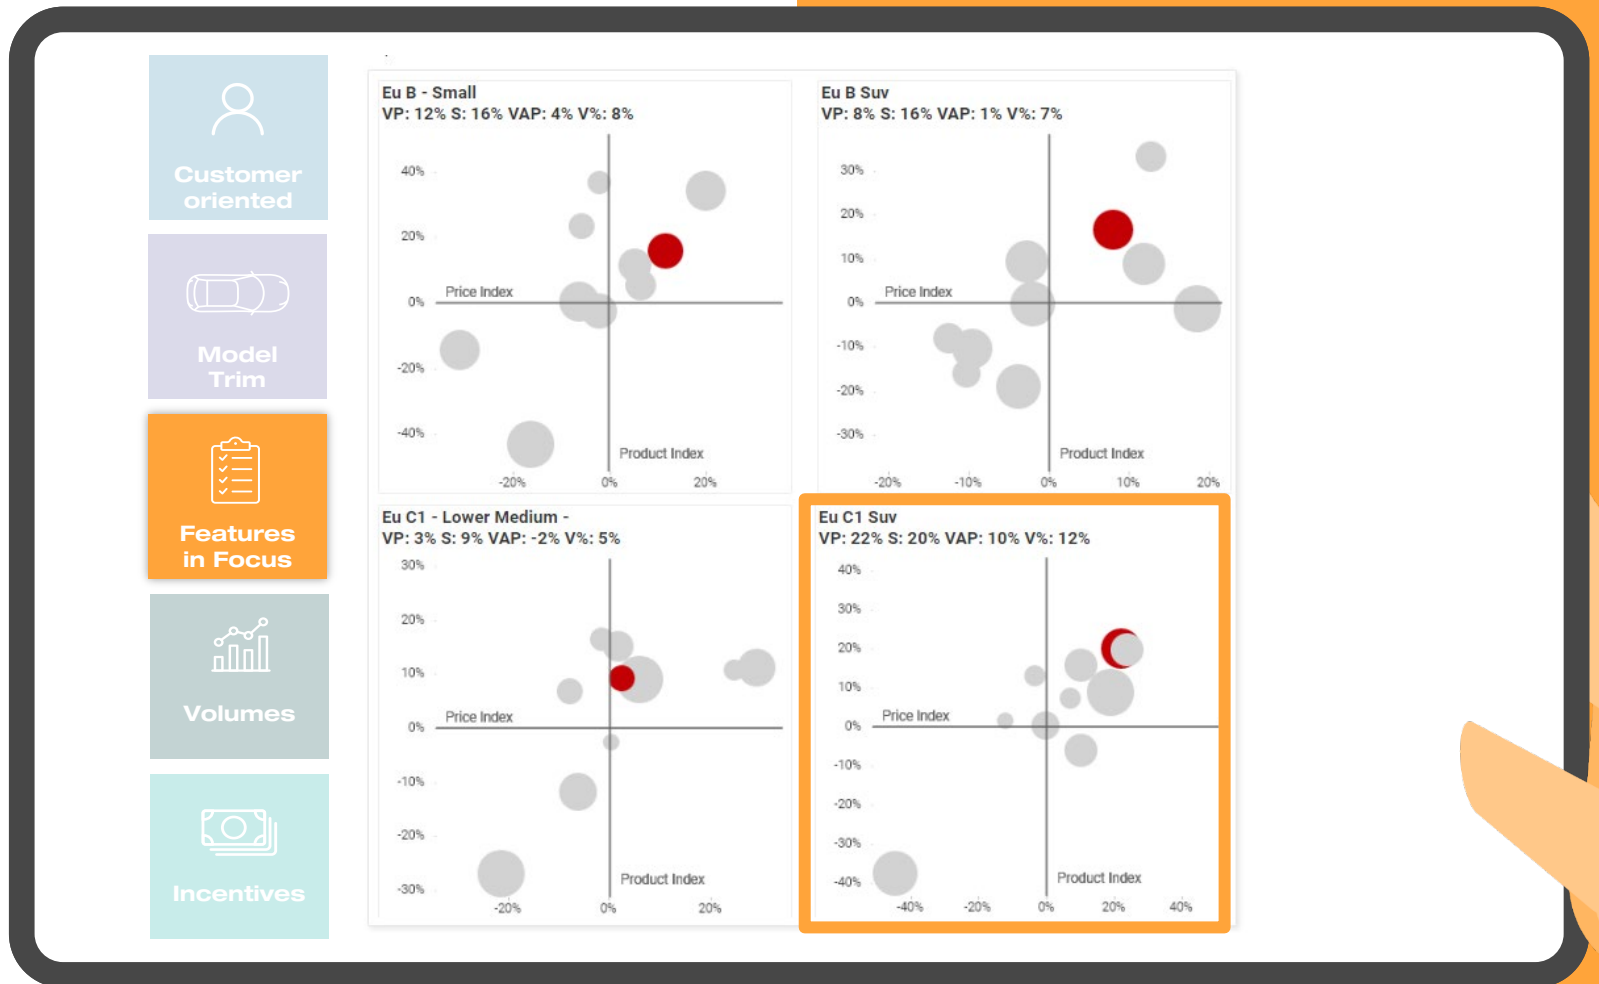 Customer
oriented
Model
Trim
Features
in Focus
Volumes
Incentives
Eu B - Small
VP: 12% S: 16% VAP: 4% V%: 8%
40%
20%
Price Index
0%
-20%
-40%
Product Index
-20% 0% 20%
Eu B Suv
VP: 8% S: 16% VAP: 1% V%: 7%
30%
20%
10%
Price Index
0%
-10%
-20%
-30%
Product Index
-20% -10% 0% 10% 20%
Eu C1 - Lower Medium -
VP: 3% S: 9% VAP: -2% V%: 5%
30%
20%
10%
Price Index
0%
-10%
-20%
-30%
Product Index
-20% 0% 20%
Eu C1 Suv
VP: 22% S: 20% VAP: 10% V%: 12%
40%
30%
20%
10%
Price Index
0%
-10%
-20%
-30%
-40%
Product Index
-40% -20% 0% 20% 40%